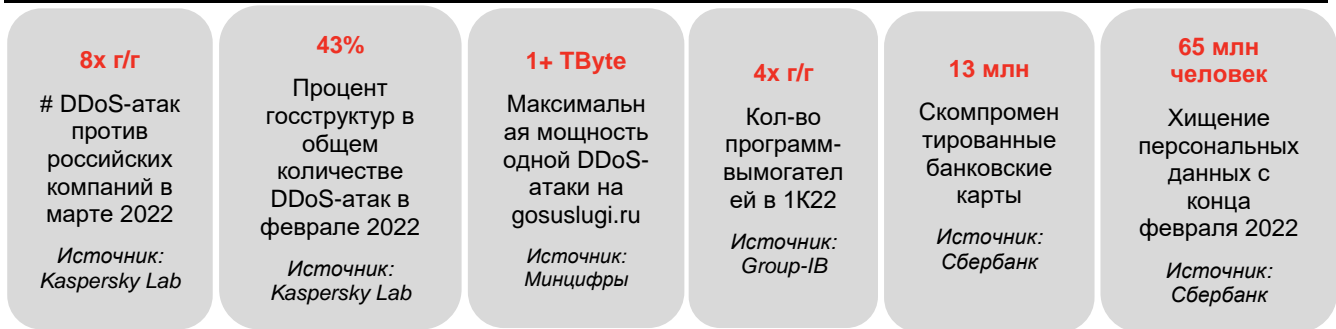 8x г/г
# DDoS-атак
против
российских
компаний в
марте 2022
Источник:
Kaspersky Lab
43%
Процент
госструктур в
общем
количестве
DDoS-атак в
феврале 2022
Источник:
Kaspersky Lab
1+ TByte
Максимальн
ая мощность
одной DDoS-
атаки на
gosuslugi.ru
Источник:
Минцифры
4x г/г
Кол-во
программ-
вымогател
ей в 1К22
Источник:
Group-IB
13 млн
Скомпромен
тированные
банковские
карты
Источник:
Сбербанк
65 млн
человек
Хищение
персональных
данных с
конца
февраля 2022
Источник:
Сбербанк